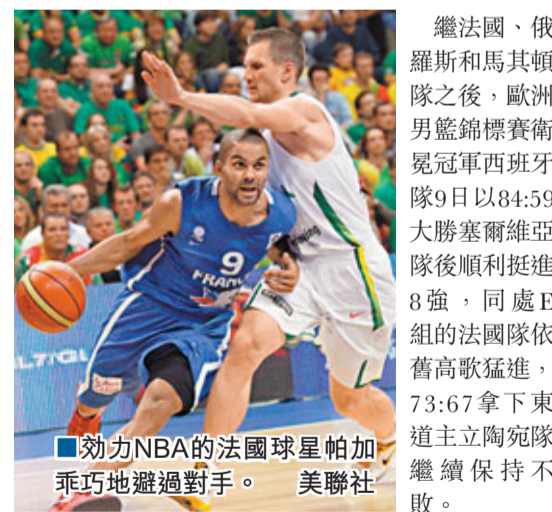 繼法國、俄
羅斯和馬其頓
隊之後，歐洲
男籃錦標賽衛
冕冠軍西班牙
隊9日以84:59
大勝塞爾維亞
隊後順利挺進
8強，同處E
組的法國隊依
舊高歌猛進，
73:67拿下東
道主立陶宛隊
繼續保持不
敗。
9
FRANCE
■効力NBA的法國球星帕加
乖巧地避過對手。 美聯社